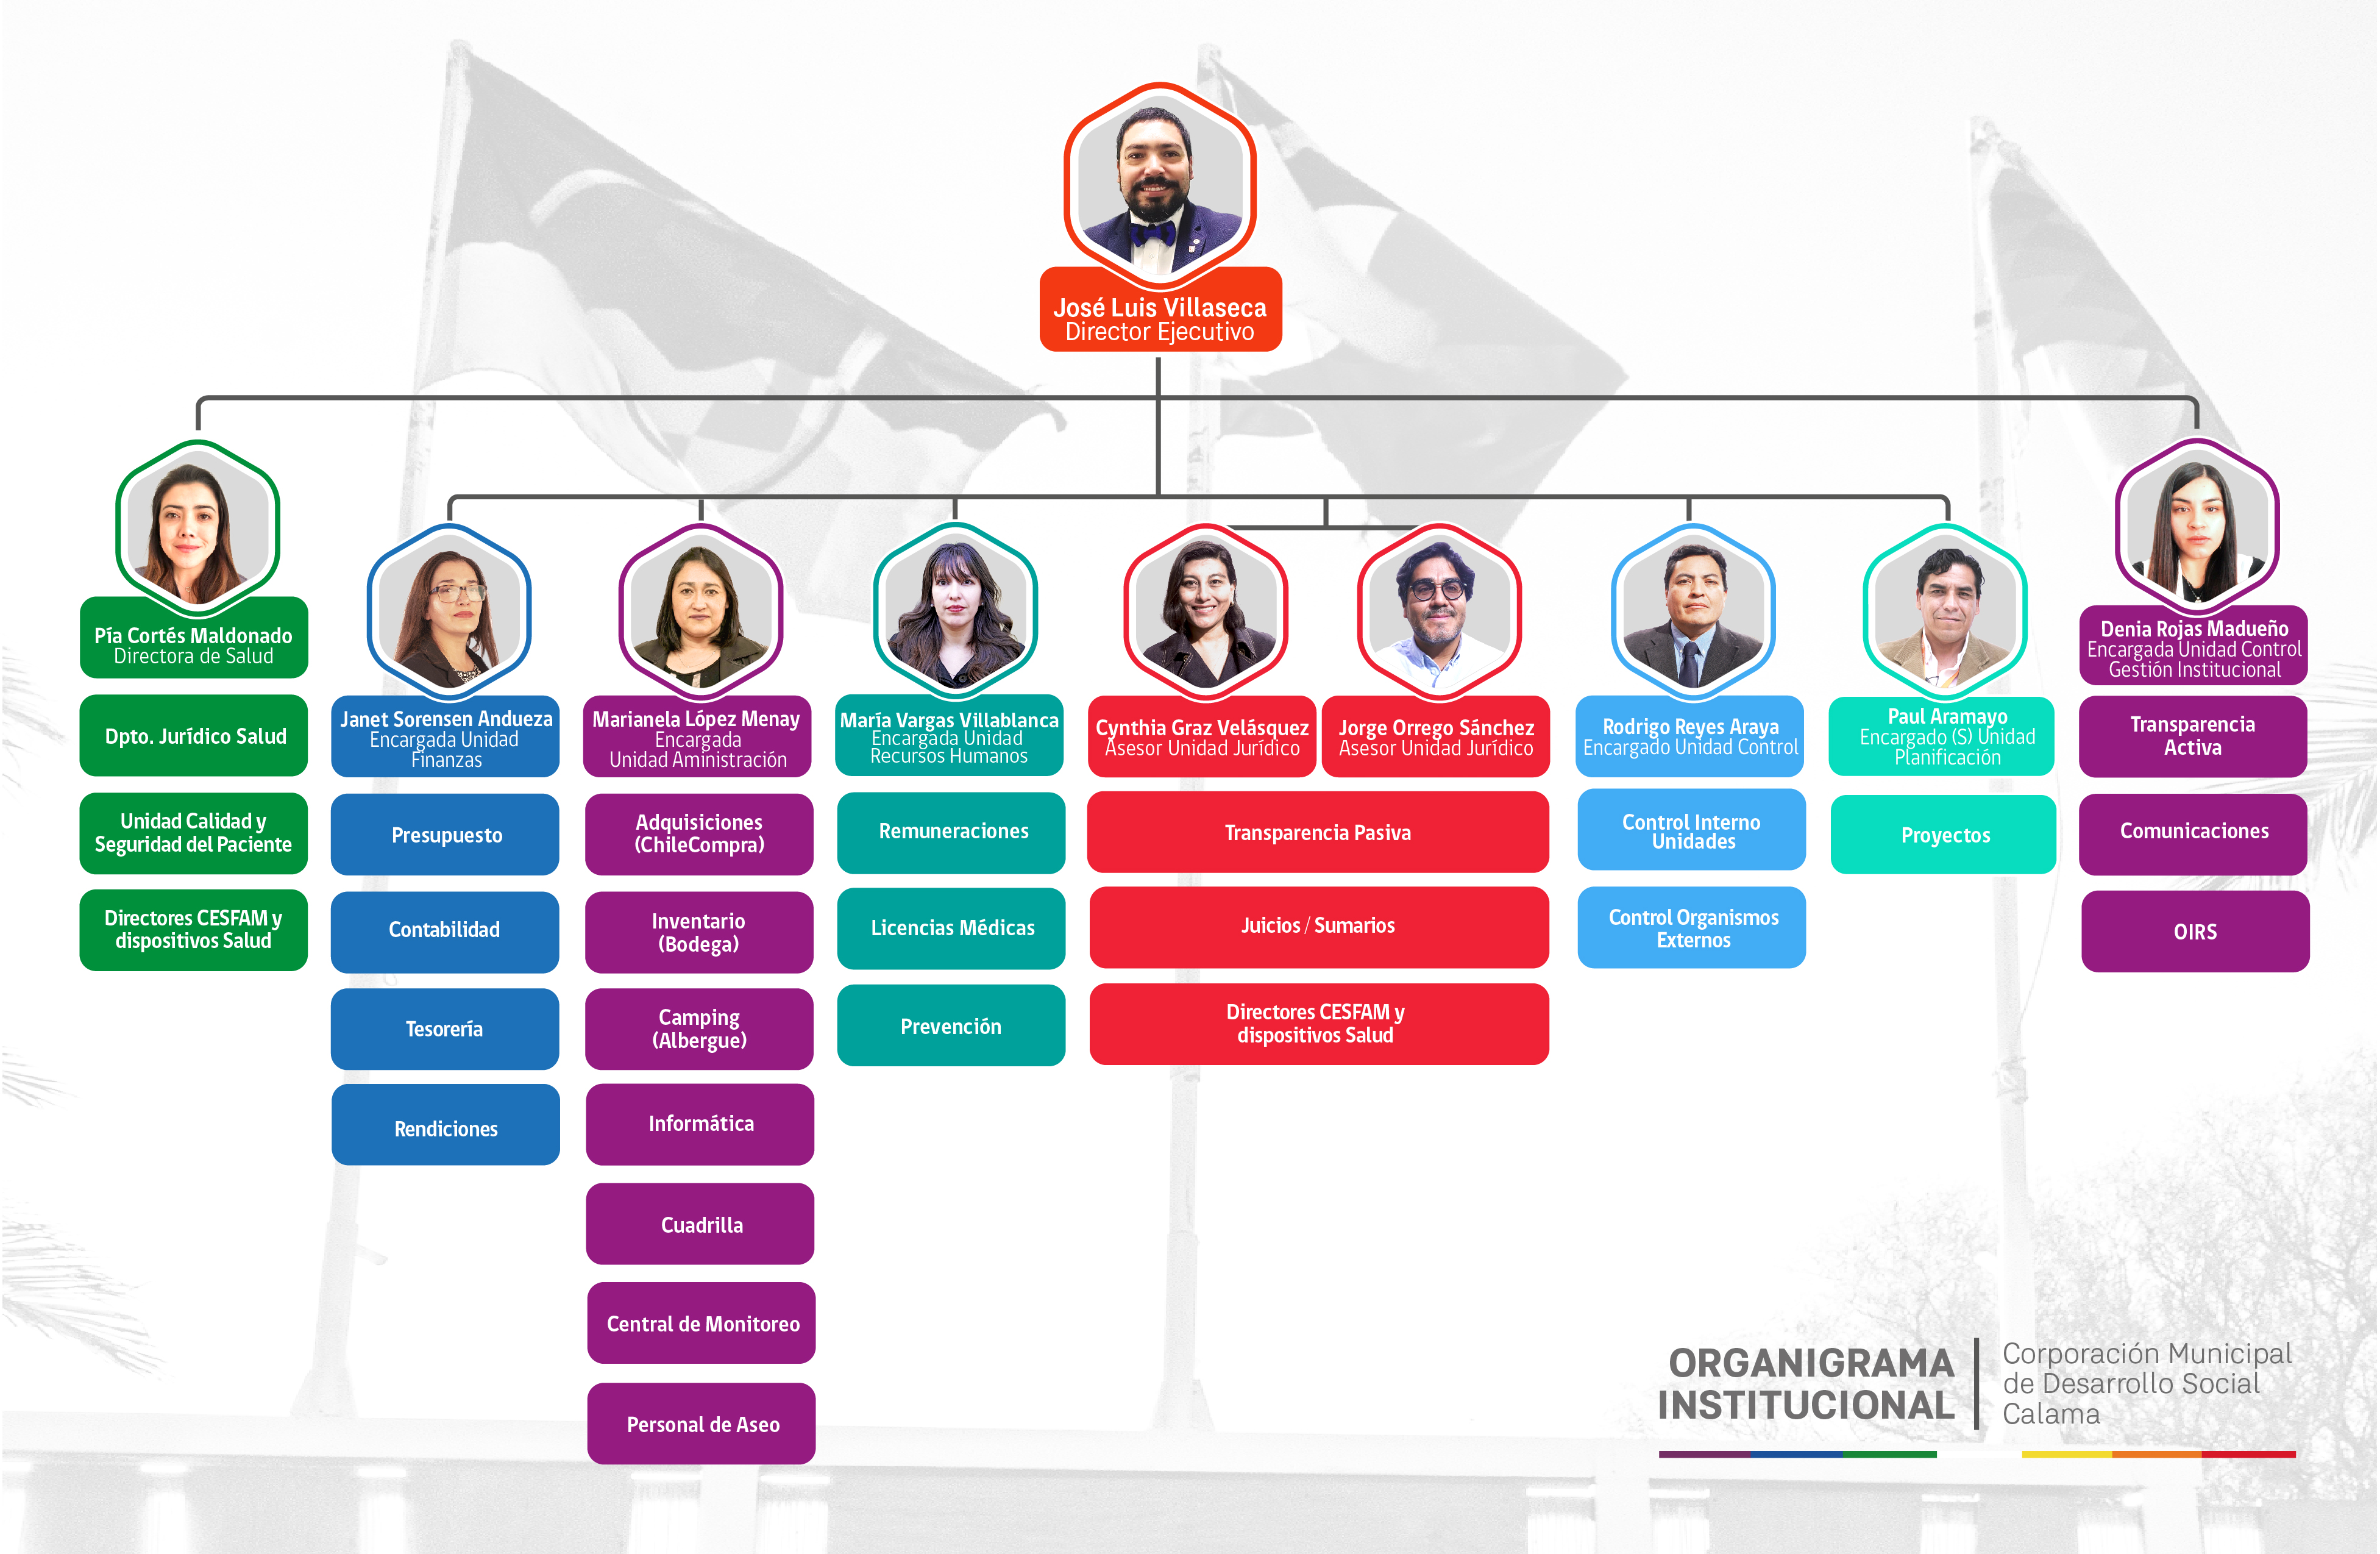 José Luis Villaseca
Director Ejecutivo
Pía Cortés Maldonado
Directora de Salud
Dpto. Jurídico Salud
Unidad Calidad y
Seguridad del Paciente
Directores CESFAM y
dispositivos Salud
Janet Sorensen Andueza
Encargada Unidad
Finanzas
Presupuesto
Contabilidad
Tesorería
Rendiciones
Marianela López Menay
Encargada
Unidad Aministración
Adquisiciones
(ChileCompra)
Inventario
(Bodega)
Camping
(Albergue)
Informática
Cuadrilla
Central de Monitoreo
Personal de Aseo
María Vargas Villablanca
Encargada Unidad
Recursos Humanos
Remuneraciones
Licencias Médicas
Prevención
Cynthia Graz Velásquez
Asesor Unidad Jurídico
Jorge Orrego Sánchez
Asesor Unidad Jurídico
Transparencia Pasiva
Juicios / Sumarios
Directores CESFAM y
dispositivos Salud
Rodrigo Reyes Araya
Encargado Unidad Control
Control Interno
Unidades
Control Organismos
Externos
Paul Aramayo
Encargado (S) Unidad
Planificación
Proyectos
Denia Rojas Madueño
Encargada Unidad Control
Gestión Institucional
Transparencia
Activa
Comunicaciones
OIRS
ORGANIGRAMA
INSTITUCIONAL
Corporación Municipal
de Desarrollo Social
Calama